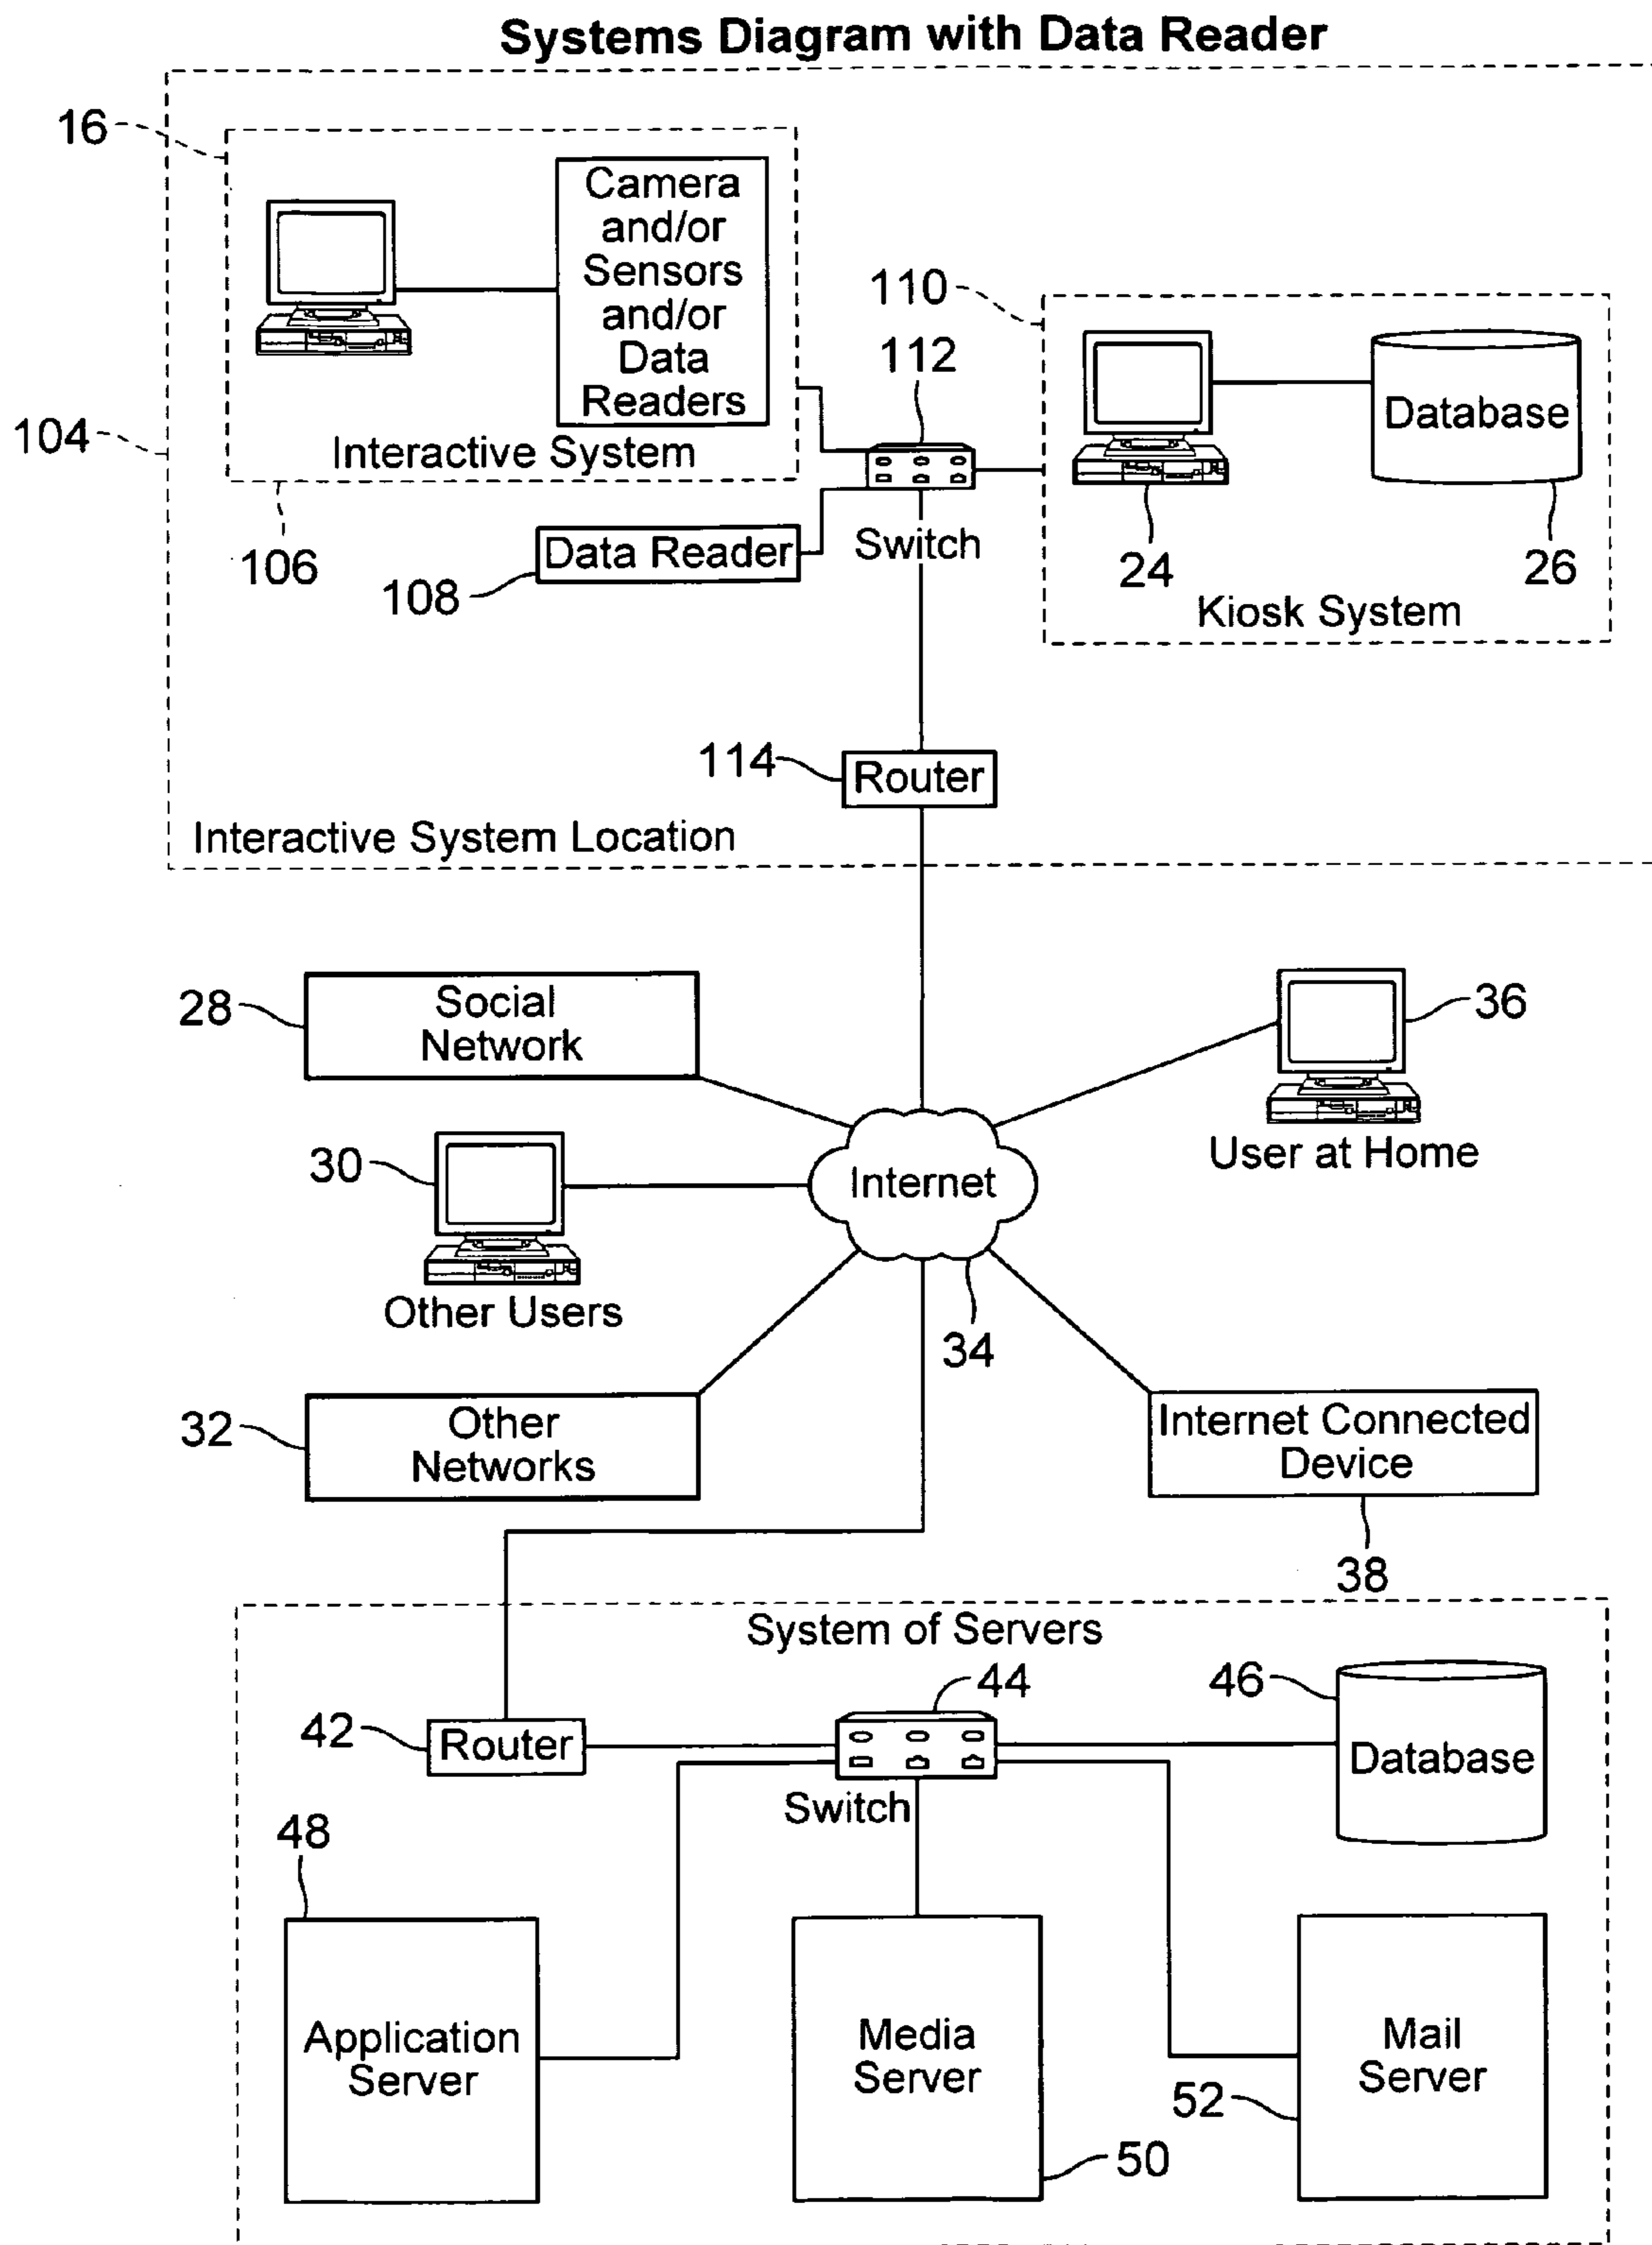 Systems Diagram with Data Reader
16
Camera
and/or
Sensors
and/or
Data
Readers
Interactive System
104
106
110
112
Database
24
26
Kiosk System
Switch
Data Reader
108
114
Router
Interactive System Location
28
Social
Network
36
User at Home
30
Other Users
Internet
34
32
Other
Networks
Internet Connected
Device
38
System of Servers
44
46
42
Router
Database
Switch
48
Application
Server
Media
Server
Mail
Server
52
50